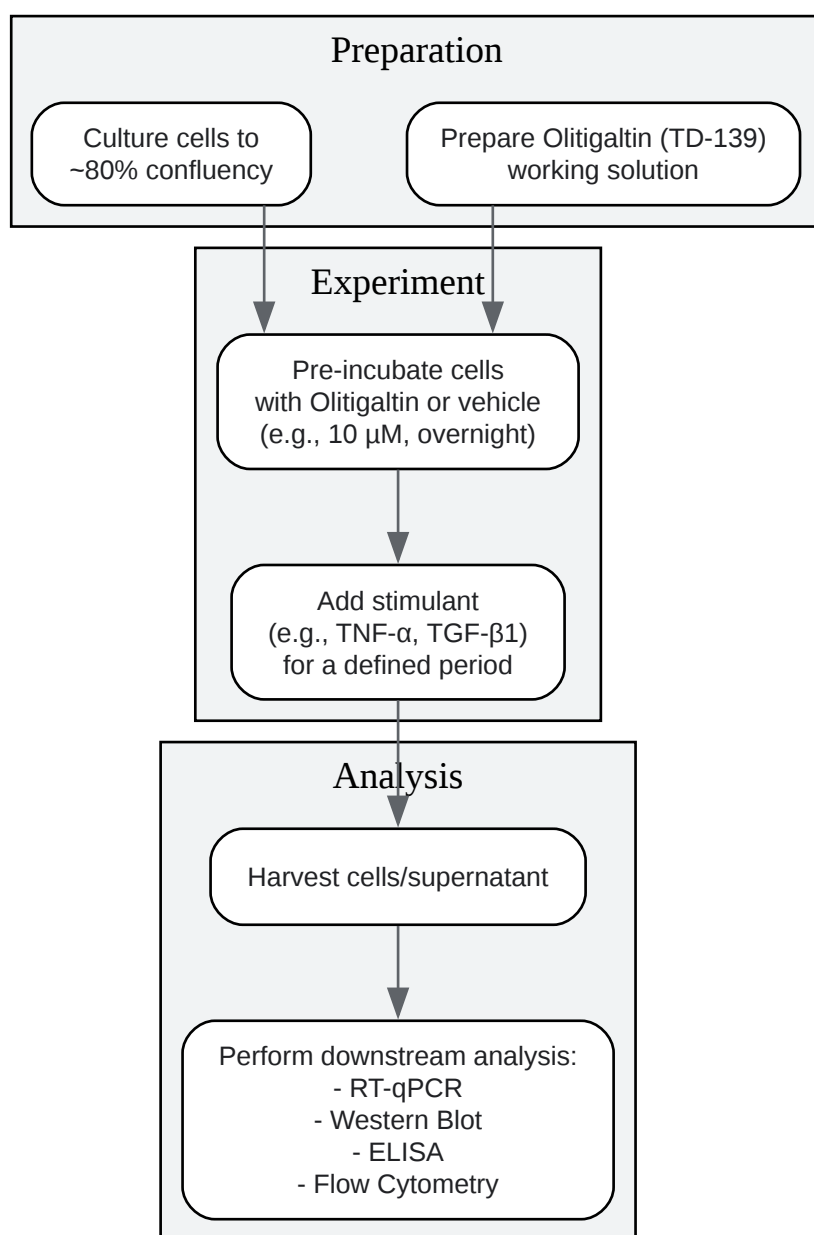 Preparation
Culture cells to
~80% confluency
Prepare Olitigaltin (TD-139)
working solution
Experiment
Pre-incubate cells
with Olitigaltin or vehicle
(e.g., 10 µM, overnight)
Add stimulant
(e.g., TNF-α, TGF-β1)
for a defined period
Analysis
Harvest cells/supernatant
Perform downstream analysis:
- RT-qPCR
- Western Blot
- ELISA
- Flow Cytometry